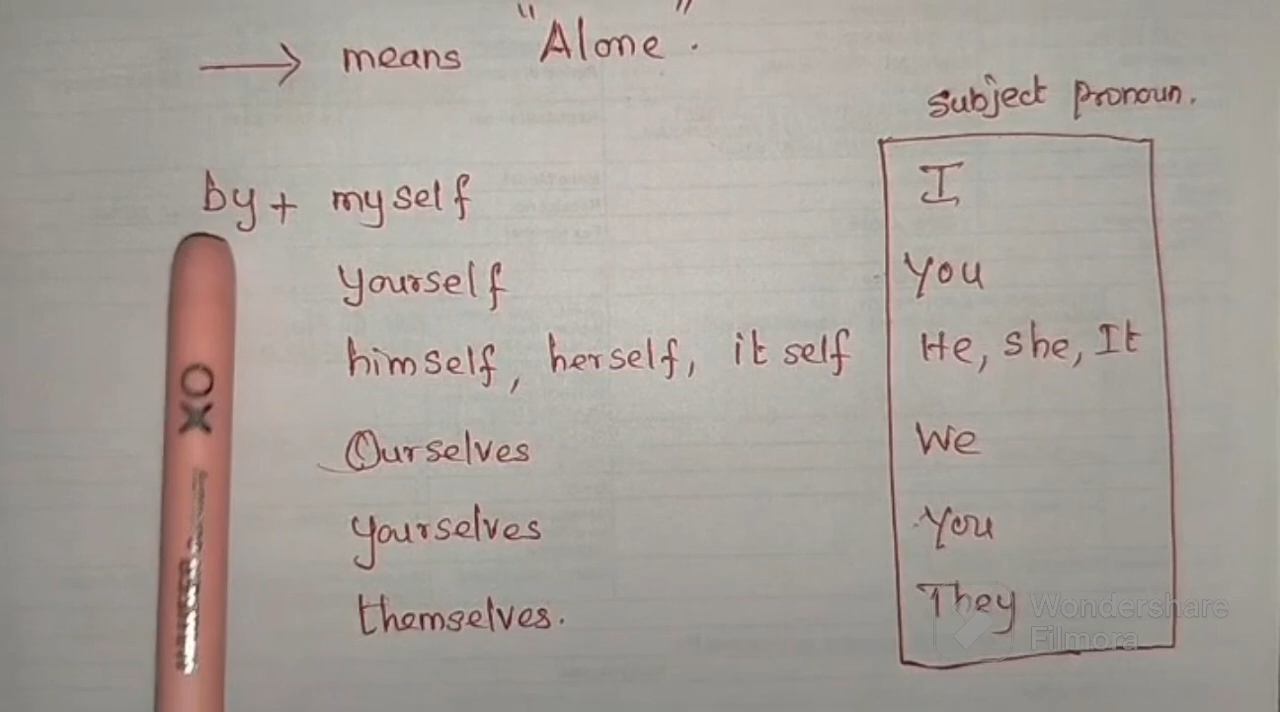 → means "Alone".
subject pronoun.
by + myself
I
yourself
You
himself, herself, it self
He, she, It
Ourselves
We
yourselves
You
themselves.
They
OXO
Wondershare
Filmora